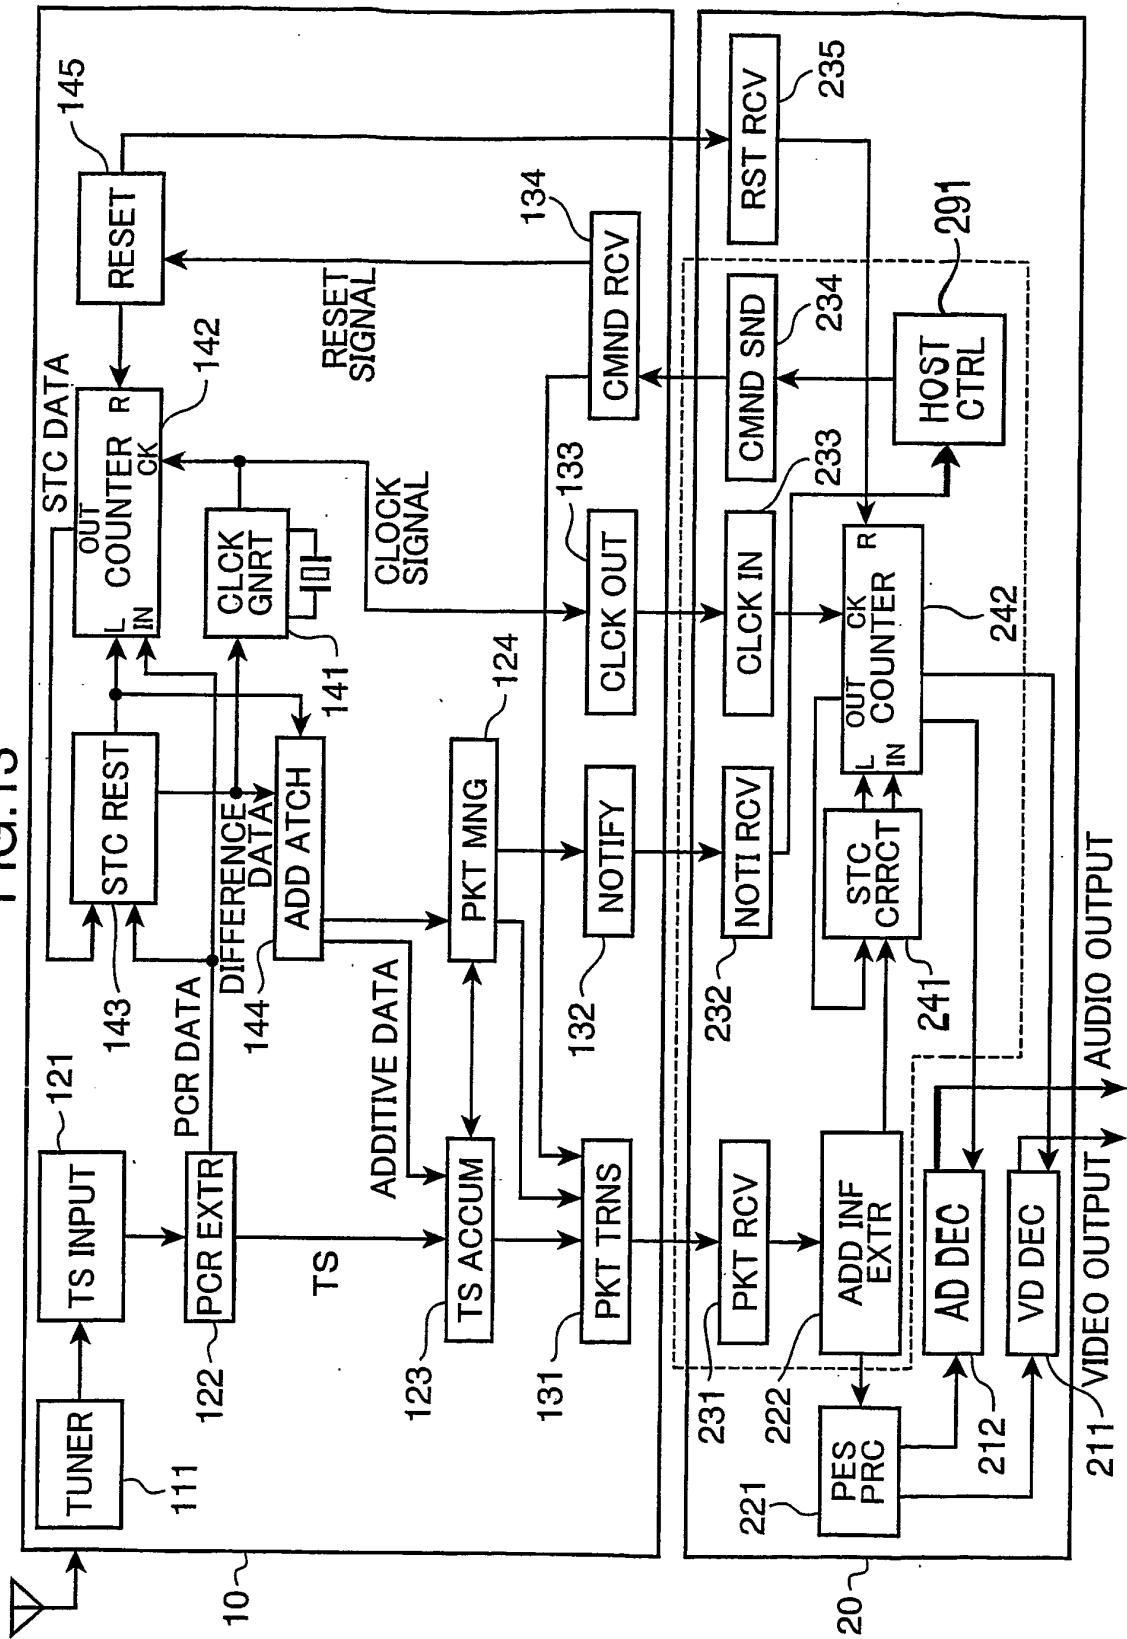 FIG.13
TUNER
111
TS INPUT
121
PCR EXTR
122
PCR DATA
TS
TS ACCUM
123
PKT TRNS
131
STC REST
143
DIFFERENCE
DATA
ADD ATCH
144
ADDITIVE DATA
PKT MNG
124
NOTIFY
132
STC DATA
OUT
COUNTER
L
IN
R
CK
142
CLCK
GNRT
141
CLOCK
SIGNAL
CLCK OUT
133
RESET
145
RESET
SIGNAL
CMND RCV
134
10
PKT RCV
231
ADD INF
EXTR
222
PES
PRC
221
AD DEC
212
VD DEC
211
NOTI RCV
232
STC
CRRCT
241
CLCK IN
233
OUT
CK
COUNTER
L
IN
R
242
CMND SND
234
HOST
CTRL
291
RST RCV
235
20
VIDEO OUTPUT
AUDIO OUTPUT